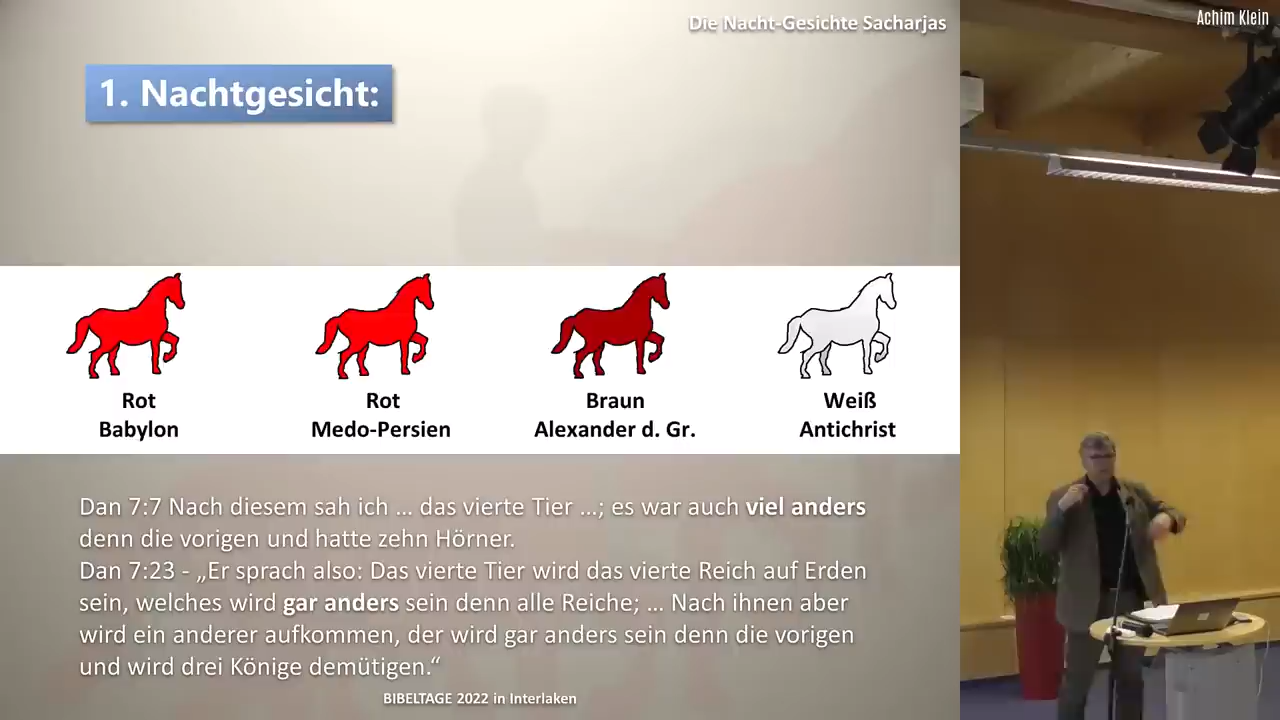 Die Nacht-Gesichte Sacharjas
Achim Klein
1. Nachtgesicht:
Rot
Babylon
Rot
Medo-Persien
Braun
Alexander d. Gr.
Weiß
Antichrist
Dan 7:7 Nach diesem sah ich ... das vierte Tier ...; es war auch viel anders
denn die vorigen und hatte zehn Hörner.
Dan 7:23 - „Er sprach also: Das vierte Tier wird das vierte Reich auf Erden
sein, welches wird gar anders sein denn alle Reiche; ... Nach ihnen aber
wird ein anderer aufkommen, der wird gar anders sein denn die vorigen
und wird drei Könige demütigen.“
BIBELTAGE 2022 in Interlaken